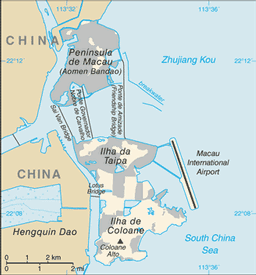 113°32'
113°36'
CHINA
Península
de Macau
(Aomen Bandao)
Zhujiang Kou
22°12'
22°12'
breakwater
Ponte de Amizade
(Friendship Bridge)
Ponte Governador
Nobre de Carvalho
Sai Van Bridge
Ilha da
Taipa
Macau
International
Airport
CHINA
Lotus
Bridge
22°08'
22°08'
Ilha de
Coloane
Hengquin Dao
Coloane
Alto
South China
Sea
0 1 2 km
0 1 2 mi